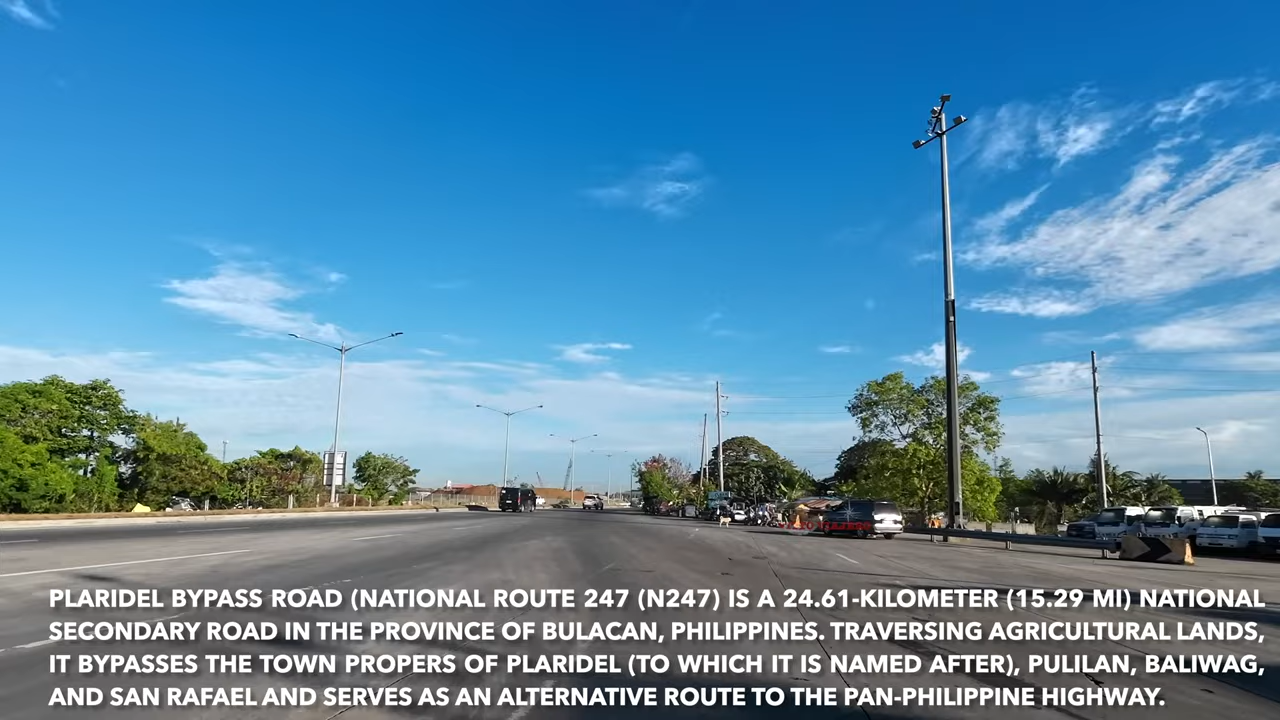 PLARIDEL BYPASS ROAD (NATIONAL ROUTE 247 (N247) IS A 24.61-KILOMETER (15.29 MI) NATIONAL
SECONDARY ROAD IN THE PROVINCE OF BULACAN, PHILIPPINES. TRAVERSING AGRICULTURAL LANDS,
IT BYPASSES THE TOWN PROPERS OF PLARIDEL (TO WHICH IT IS NAMED AFTER), PULILAN, BALIWAG,
AND SAN RAFAEL AND SERVES AS AN ALTERNATIVE ROUTE TO THE PAN-PHILIPPINE HIGHWAY.